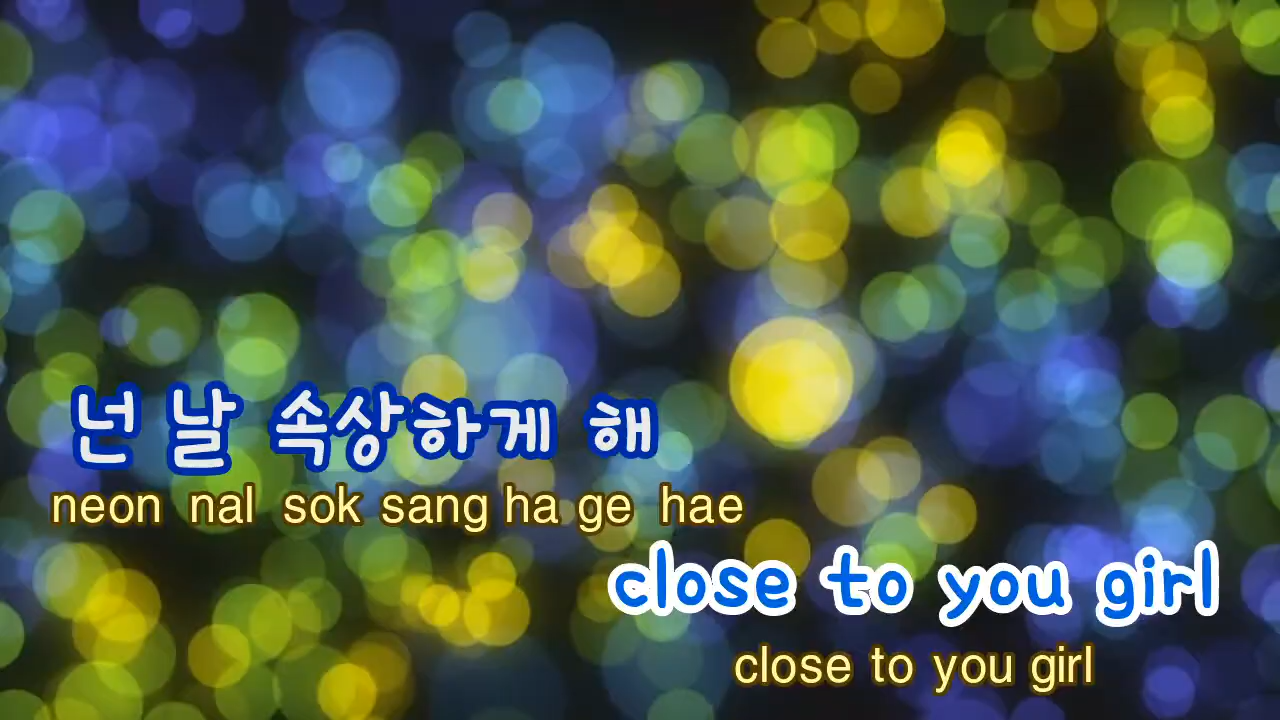 넌 날 속상하게 해
neon nal sok sang ha ge hae
close to you girl
close to you girl